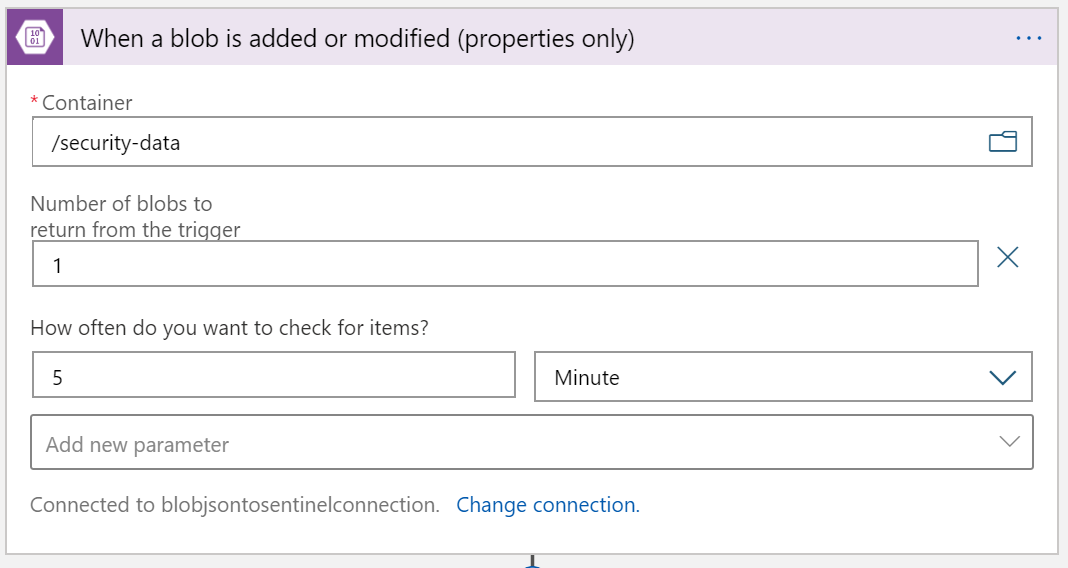 10
01
When a blob is added or modified (properties only)
...
* Container
/security-data
Number of blobs to
return from the trigger
1
How often do you want to check for items?
5
Minute
Add new parameter
Connected to blobjsontosentinelconnection. Change connection.